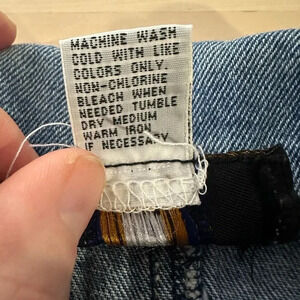 MACHINE WASH
COLD WITH LIKE
COLORS ONLY.
NON-CHLORINE
BLEACH WHEN
NEEDED TUMBLE
DRY MEDIUM
WARM IRON
IF NECESSARY